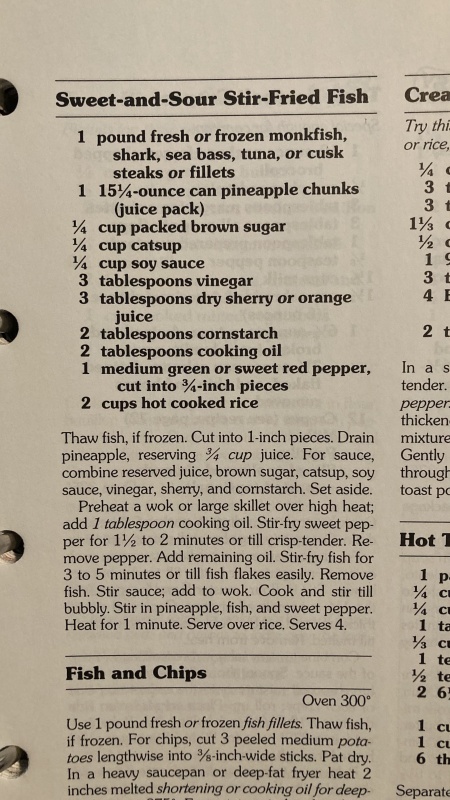 Sweet-and-Sour Stir-Fried Fish
1 pound fresh or frozen monkfish,
shark, sea bass, tuna, or cusk
steaks or fillets
1 15¼-ounce can pineapple chunks
(juice pack)
¼ cup packed brown sugar
¼ cup catsup
¼ cup soy sauce
3 tablespoons vinegar
3 tablespoons dry sherry or orange
juice
2 tablespoons cornstarch
2 tablespoons cooking oil
1 medium green or sweet red pepper,
cut into ¾-inch pieces
2 cups hot cooked rice
Thaw fish, if frozen. Cut into 1-inch pieces. Drain
pineapple, reserving ¾ cup juice. For sauce,
combine reserved juice, brown sugar, catsup, soy
sauce, vinegar, sherry, and cornstarch. Set aside.
Preheat a wok or large skillet over high heat;
add 1 tablespoon cooking oil. Stir-fry sweet pep-
per for 1½ to 2 minutes or till crisp-tender. Re-
move pepper. Add remaining oil. Stir-fry fish for
3 to 5 minutes or till fish flakes easily. Remove
fish. Stir sauce; add to wok. Cook and stir till
bubbly. Stir in pineapple, fish, and sweet pepper.
Heat for 1 minute. Serve over rice. Serves 4.
Fish and Chips
Oven 300°
Use 1 pound fresh or frozen fish fillets. Thaw fish,
if frozen. For chips, cut 3 peeled medium pota-
toes lengthwise into ⅜-inch-wide sticks. Pat dry.
In a heavy saucepan or deep-fat fryer heat 2
inches melted shortening or cooking oil for deep-
Crea
Try thi
or rice,
¼ c
3 t
3 t
1⅓ c
½ c
1 9
3 t
4 E
2 t
In a s
tender.
pepper.
thicken
mixture
Gently
through
toast po
Hot T
1 p
¼ cu
¼ cu
1 ta
⅓ cu
1 te
½ te
2 6½
1 cu
1 cu
6 th
Separate